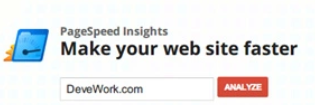 PageSpeed Insights
Make your web site faster
DeveWork.com
ANALYZE